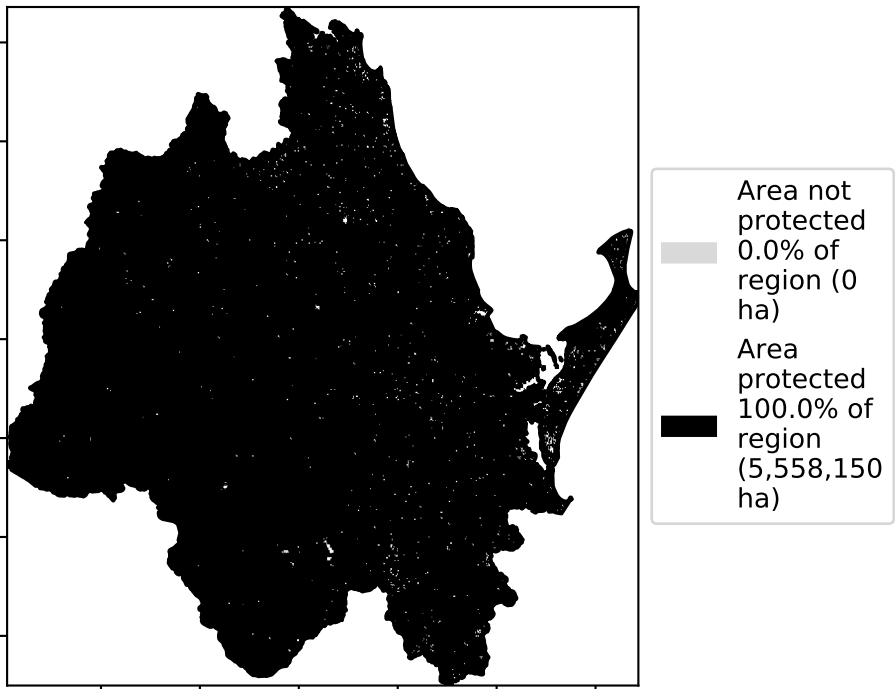 Area not
protected
0.0% of
region (0
ha)
Area
protected
100.0% of
region
(5,558,150
ha)